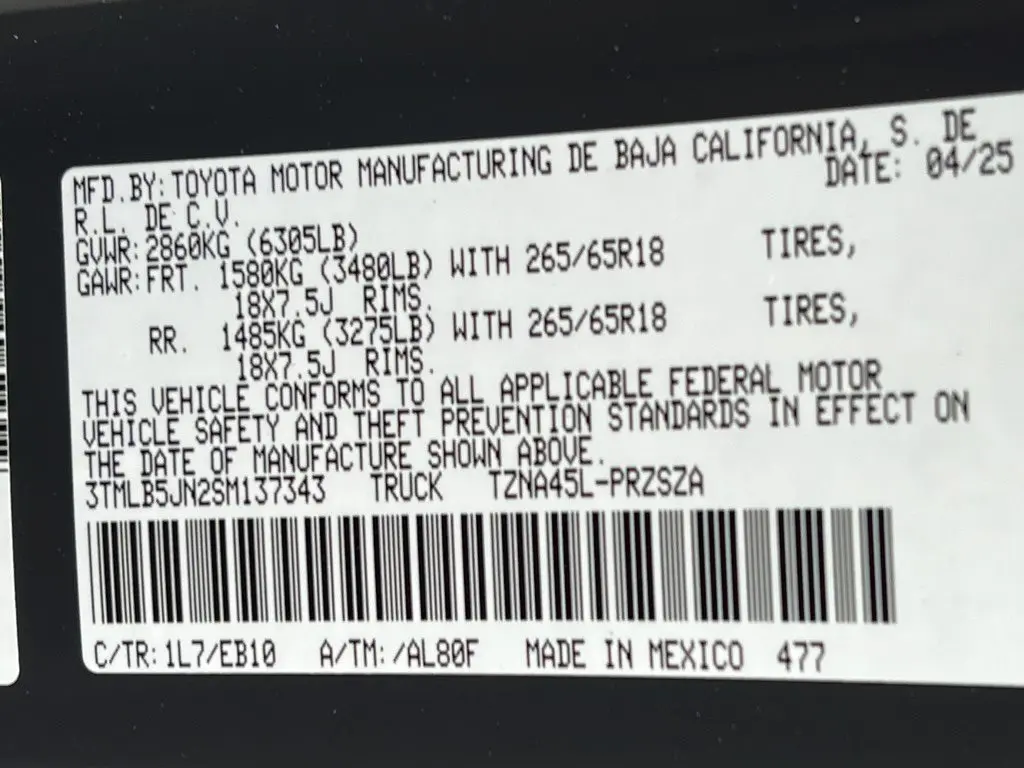 MFD.BY: TOYOTA MOTOR MANUFACTURING DE BAJA CALIFORNIA, S. DE
R.L. DE C.V. DATE: 04/25
GVWR: 2860KG (6305LB)
GAWR: FRT. 1580KG (3480LB) WITH 265/65R18 TIRES,
18X7.5J RIMS.
RR. 1485KG (3275LB) WITH 265/65R18 TIRES,
18X7.5J RIMS.
THIS VEHICLE CONFORMS TO ALL APPLICABLE FEDERAL MOTOR
VEHICLE SAFETY AND THEFT PREVENTION STANDARDS IN EFFECT ON
THE DATE OF MANUFACTURE SHOWN ABOVE.
3TMLB5JN2SM137343 TRUCK TZNA45L-PRZSZA
C/TR: 1L7/EB10 A/TM: /AL80F MADE IN MEXICO 477